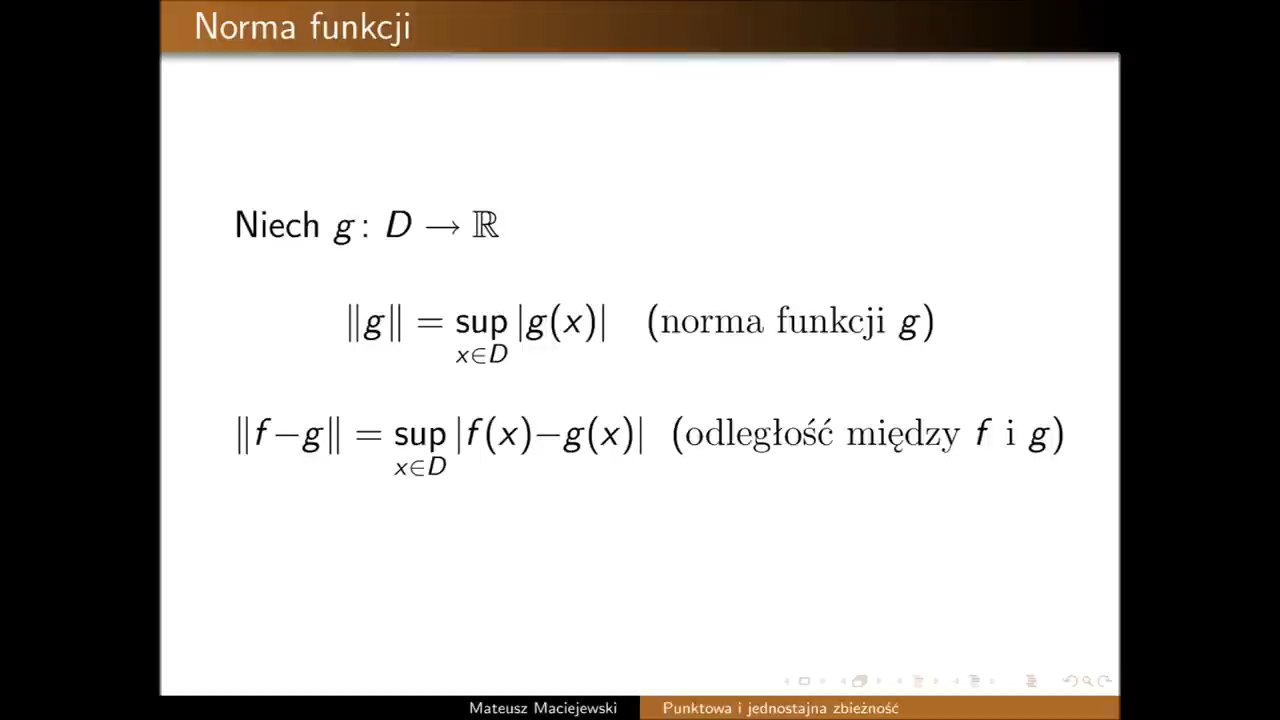 Norma funkcji
Niech g: D → ℝ
‖g‖ = sup |g(x)| (norma funkcji g)
x∈D
‖f−g‖ = sup |f(x)−g(x)| (odległość między f i g)
x∈D
Mateusz Maciejewski Punktowa i jednostajna zbieżność